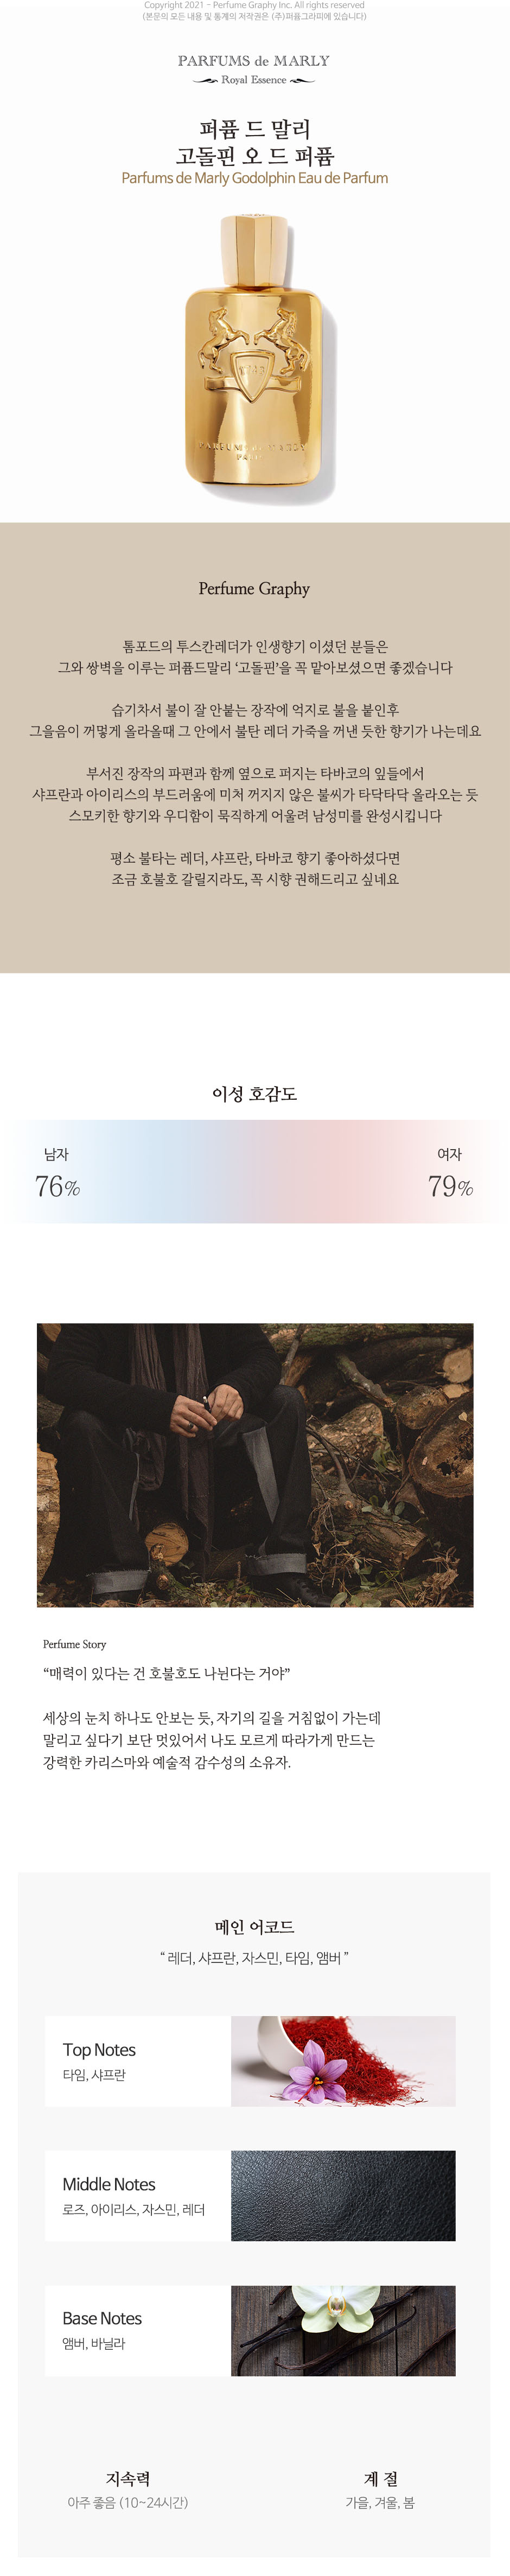 Copyright 2021 - Perfume Graphy Inc. All rights reserved
(본문의 모든 내용 및 통계의 저작권은 (주)퍼퓸그라피에 있습니다)
PARFUMS de MARLY
Royal Essence
퍼퓸 드 말리
고돌핀 오 드 퍼퓸
Parfums de Marly Godolphin Eau de Parfum
1743
PARFUMS DE MARLY
PARIS
Perfume Graphy
톰포드의 투스칸레더가 인생향기 이셨던 분들은
그와 쌍벽을 이루는 퍼퓸드말리 ‘고돌핀’을 꼭 맡아보셨으면 좋겠습니다
습기차서 불이 잘 안붙는 장작에 억지로 불을 붙인후
그을음이 꺼멓게 올라올때 그 안에서 불탄 레더 가죽을 꺼낸 듯한 향기가 나는데요
부서진 장작의 파편과 함께 옆으로 퍼지는 타바코의 잎들에서
샤프란과 아이리스의 부드러움에 미처 꺼지지 않은 불씨가 타닥타닥 올라오는 듯
스모키한 향기와 우디함이 묵직하게 어울려 남성미를 완성시킵니다
평소 불타는 레더, 샤프란, 타바코 향기 좋아하셨다면
조금 호불호 갈릴지라도, 꼭 시향 권해드리고 싶네요
이성 호감도
남자
여자
76%
79%
Perfume Story
“매력이 있다는 건 호불호도 나뉜다는 거야”
세상의 눈치 하나도 안보는 듯, 자기의 길을 거침없이 가는데
말리고 싶다기 보단 멋있어서 나도 모르게 따라가게 만드는
강력한 카리스마와 예술적 감수성의 소유자.
메인 어코드
“ 레더, 샤프란, 자스민, 타임, 앰버 ”
Top Notes
타임, 샤프란
Middle Notes
로즈, 아이리스, 자스민, 레더
Base Notes
앰버, 바닐라
지속력
계 절
아주 좋음 (10~24시간)
가을, 겨울, 봄